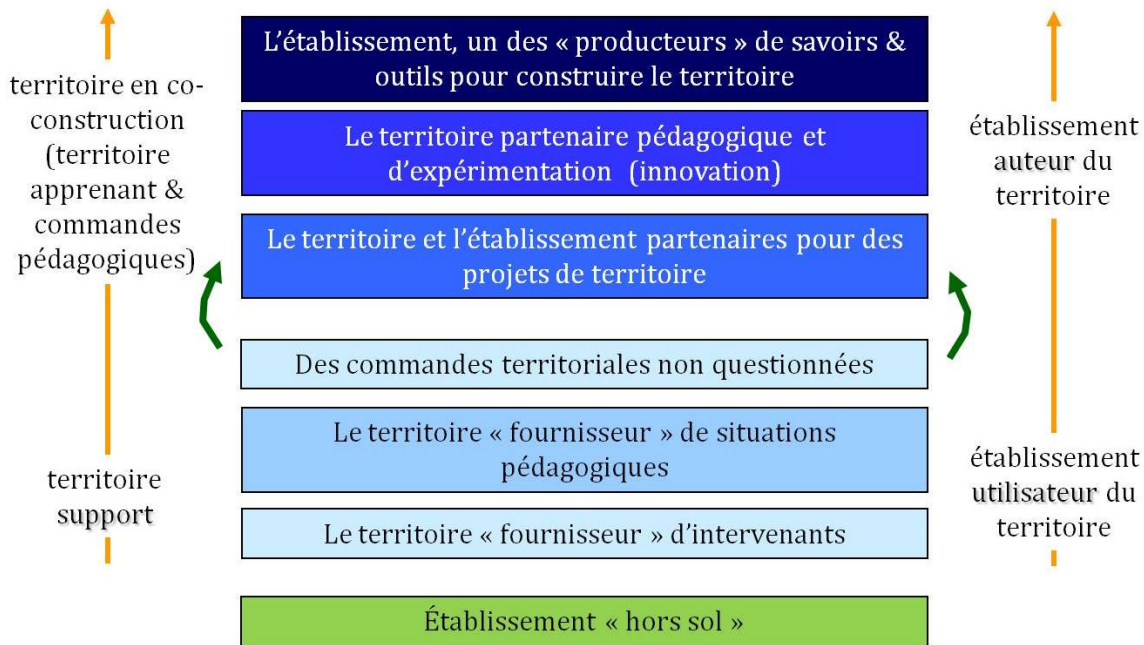 L’établissement, un des « producteurs » de savoirs &
outils pour construire le territoire
Le territoire partenaire pédagogique et
d’expérimentation (innovation)
Le territoire et l’établissement partenaires pour des
projets de territoire
Des commandes territoriales non questionnées
Le territoire « fournisseur » de situations
pédagogiques
Le territoire « fournisseur » d’intervenants
Établissement « hors sol »
territoire en co-
construction
(territoire
apprenant &
commandes
pédagogiques)
territoire
support
établissement
auteur du
territoire
établissement
utilisateur du
territoire